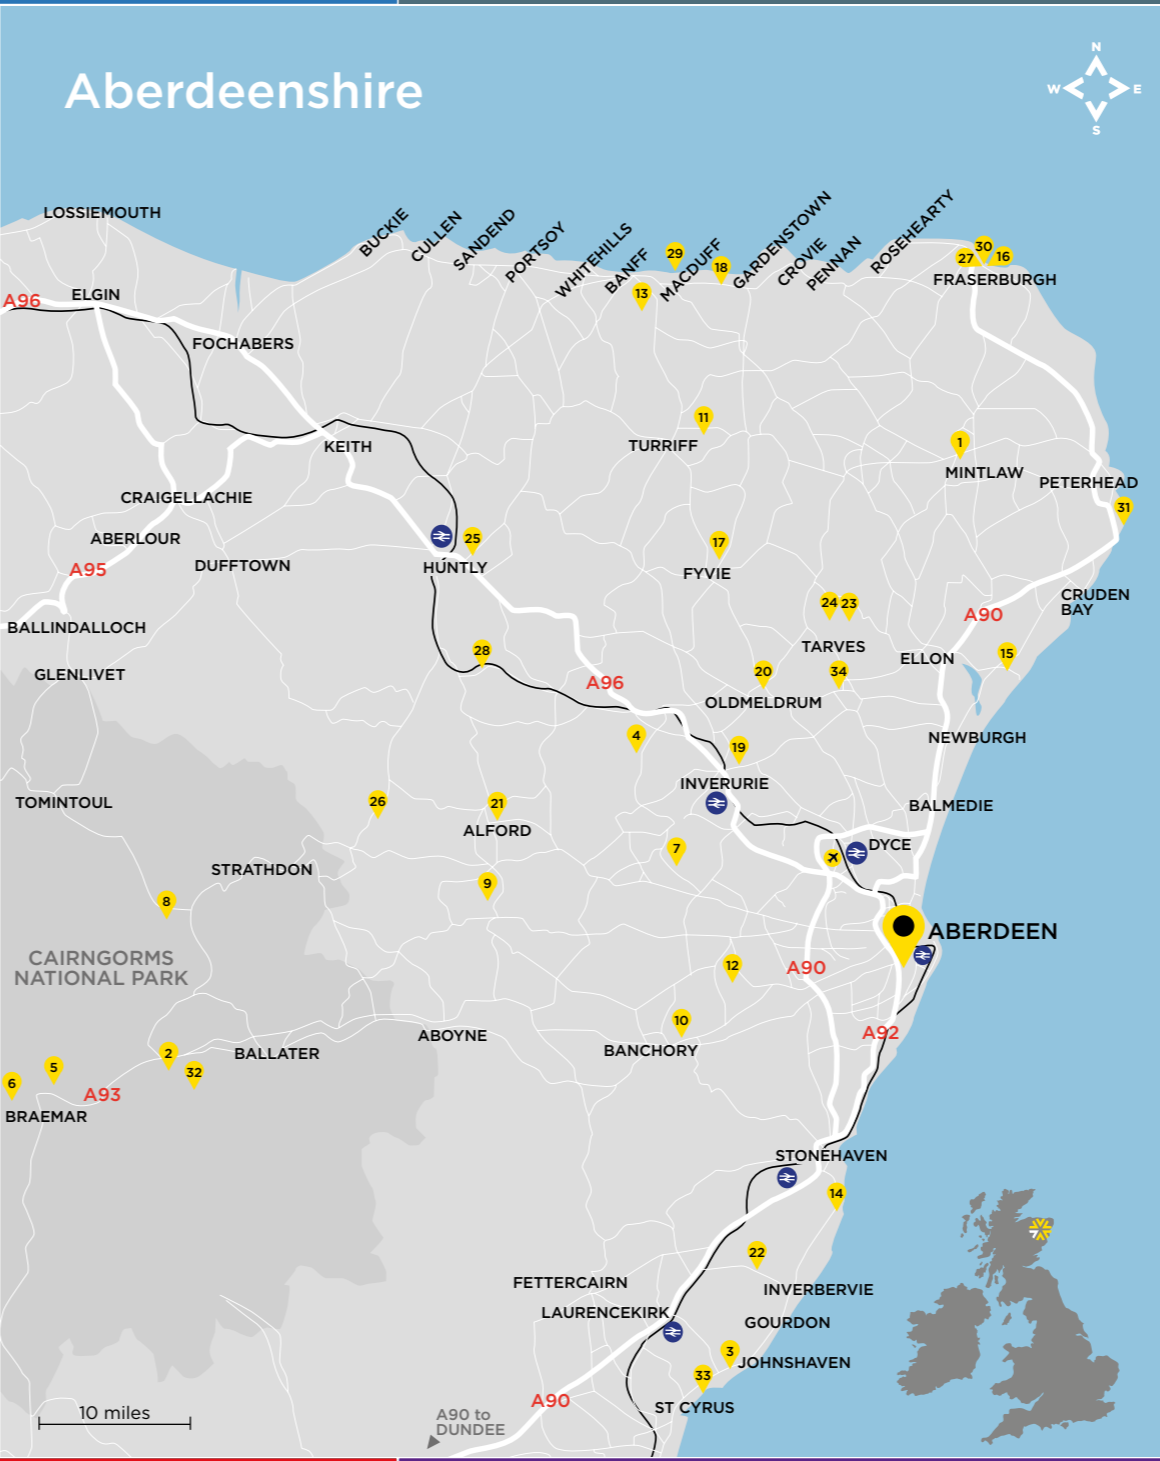 Aberdeenshire
N
W
E
S
LOSSIEMOUTH
BUCKIE
CULLEN
SANDEND
PORTSOY
WHITEHILLS
BANFF
MACDUFF
GARDENSTOWN
CROVIE
PENNAN
ROSEHEARTY
29
18
13
30
27
16
FRASERBURGH
A96
ELGIN
FOCHABERS
11
TURRIFF
KEITH
1
MINTLAW
PETERHEAD
31
CRAIGELLACHIE
ABERLOUR
25
HUNTLY
17
FYVIE
DUFFTOWN
A95
CRUDEN
BAY
24
23
A90
BALLINDALLOCH
TARVES
28
ELLON
15
GLENLIVET
A96
20
34
OLDMELDRUM
4
19
NEWBURGH
INVERURIE
TOMINTOUL
26
21
BALMEDIE
ALFORD
7
DYCE
STRATHDON
9
8
ABERDEEN
CAIRNGORMS
NATIONAL PARK
12
A90
10
A92
ABOYNE
BANCHORY
2
BALLATER
5
32
6
A93
BRAEMAR
STONEHAVEN
14
22
FETTERCAIRN
INVERBERVIE
LAURENCEKIRK
GOURDON
3
JOHNSHAVEN
33
A90
ST CYRUS
10 miles
A90 to
DUNDEE